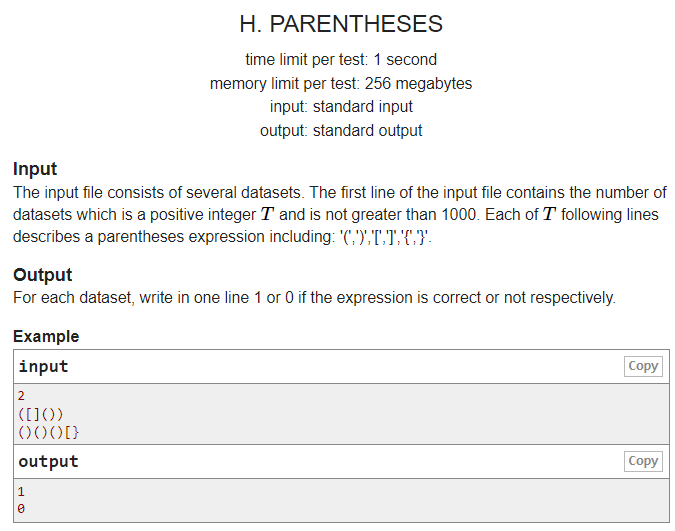 H. PARENTHESES
time limit per test: 1 second
memory limit per test: 256 megabytes
input: standard input
output: standard output
Input
The input file consists of several datasets. The first line of the input file contains the number of
datasets which is a positive integer T and is not greater than 1000. Each of T following lines
describes a parentheses expression including: '(',')','[',']','{','}'.
Output
For each dataset, write in one line 1 or 0 if the expression is correct or not respectively.
Example
input
Copy
2
([]())
()()()[}
output
Copy
1
0